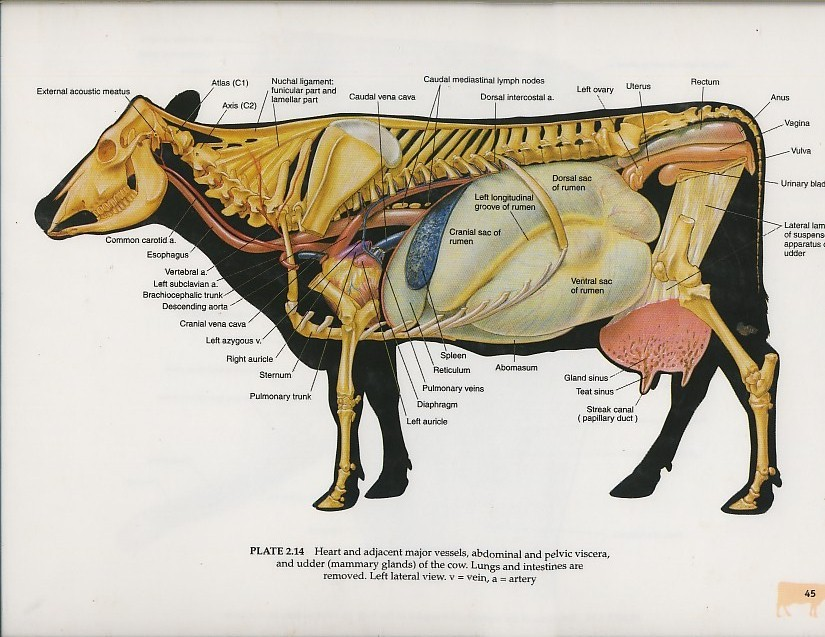 External acoustic meatus
Atlas (C1)
Axis (C2)
Nuchal ligament:
funicular part and
lamellar part
Caudal vena cava
Caudal mediastinal lymph nodes
Dorsal intercostal a.
Left ovary
Uterus
Rectum
Anus
Vagina
Vulva
Urinary blad
Lateral lam
of suspens
apparatus o
udder
Dorsal sac
of rumen
Left longitudinal
groove of rumen
Cranial sac of
rumen
Ventral sac
of rumen
Common carotid a.
Esophagus
Vertebral a.
Left subclavian a.
Brachiocephalic trunk
Descending aorta
Cranial vena cava
Left azygous v.
Right auricle
Sternum
Pulmonary trunk
Spleen
Reticulum
Pulmonary veins
Diaphragm
Left auricle
Abomasum
Gland sinus
Teat sinus
Streak canal
( papillary duct )
PLATE 2.14 Heart and adjacent major vessels, abdominal and pelvic viscera,
and udder (mammary glands) of the cow. Lungs and intestines are
removed. Left lateral view. v = vein, a = artery
45